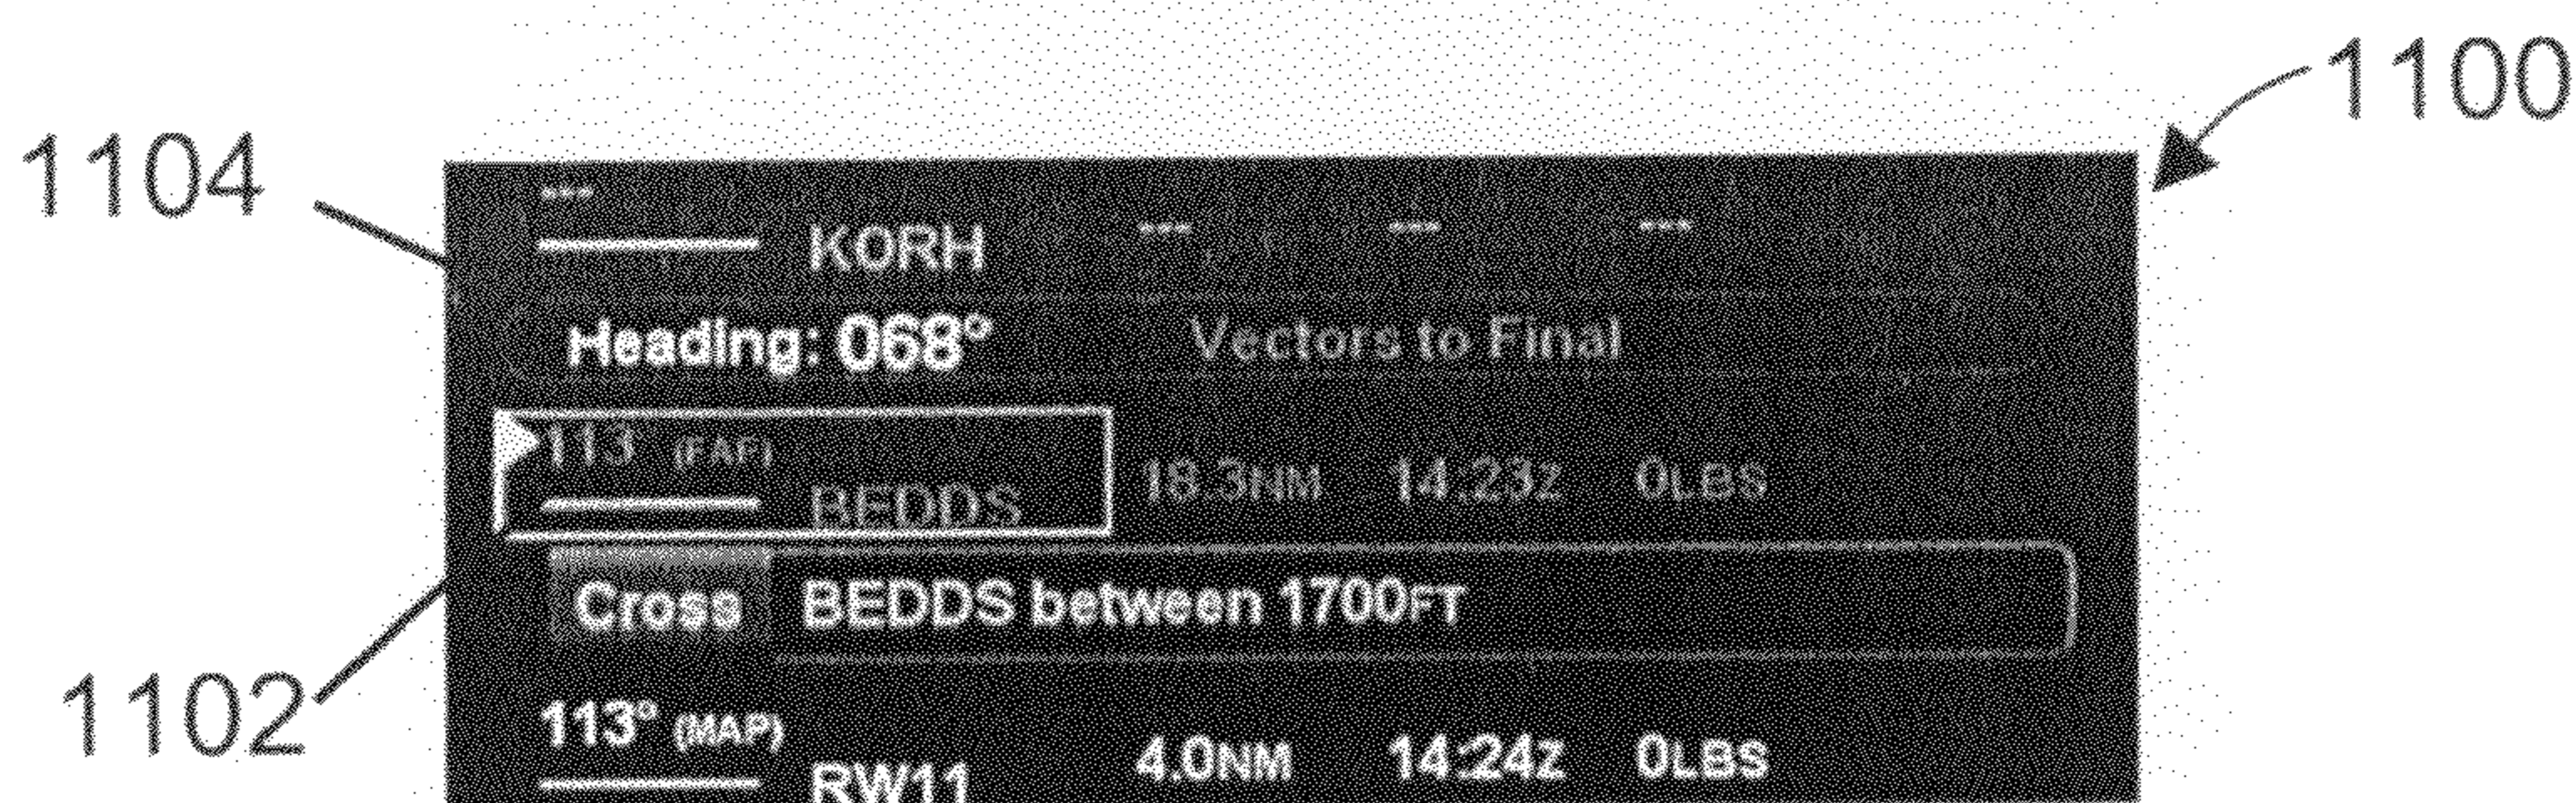 1100
1104
---
KORH --- --- ---
Heading: 068° Vectors to Final
113° (FAF)
BEDDS 18.3NM 14:23Z 0LBS
Cross BEDDS between 1700FT
1102
113° (MAP)
RW11 4.0NM 14:24Z 0LBS